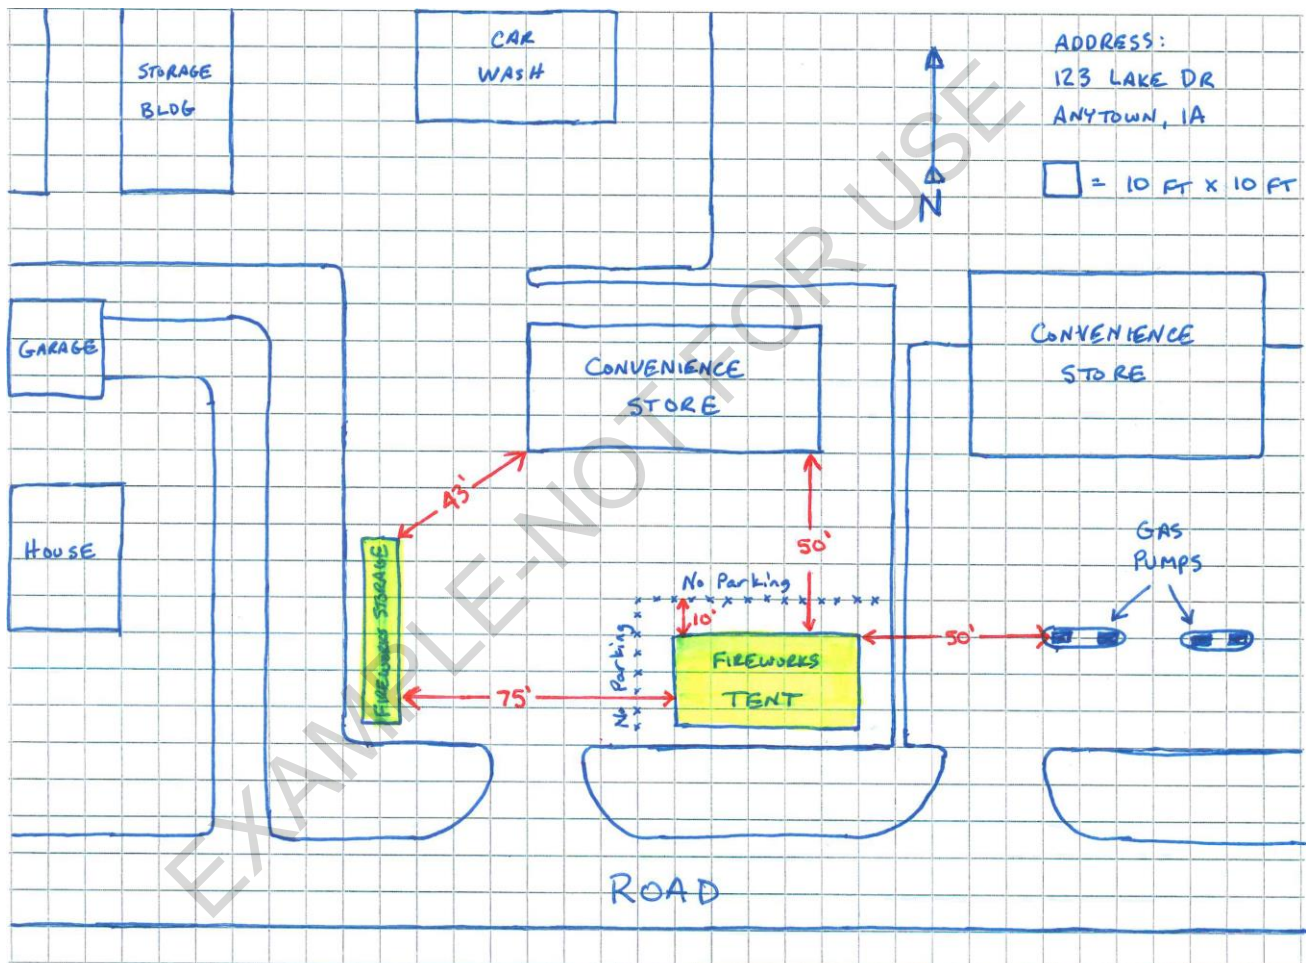 STORAGE
BLDG
CAR
WASH
ADDRESS:
123 LAKE DR
ANYTOWN, IA
= 10 FT X 10 FT
N
GARAGE
CONVENIENCE
STORE
CONVENIENCE
STORE
HOUSE
43'
50'
GAS
PUMPS
FIREWORKS STORAGE
No Parking
10'
No Parking
FIREWORKS
TENT
50'
75'
ROAD
EXAMPLE-NOT FOR USE